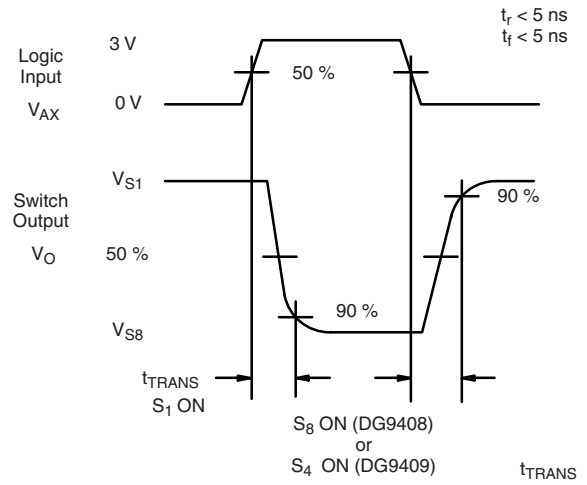 t_r < 5 ns
t_f < 5 ns
Logic
Input
V_AX
3 V
0 V
50 %
Switch
Output
V_O
V_S1
50 %
V_S8
90 %
90 %
t_TRANS
S_1 ON
S_8 ON (DG9408)
or
S_4 ON (DG9409)
t_TRANS